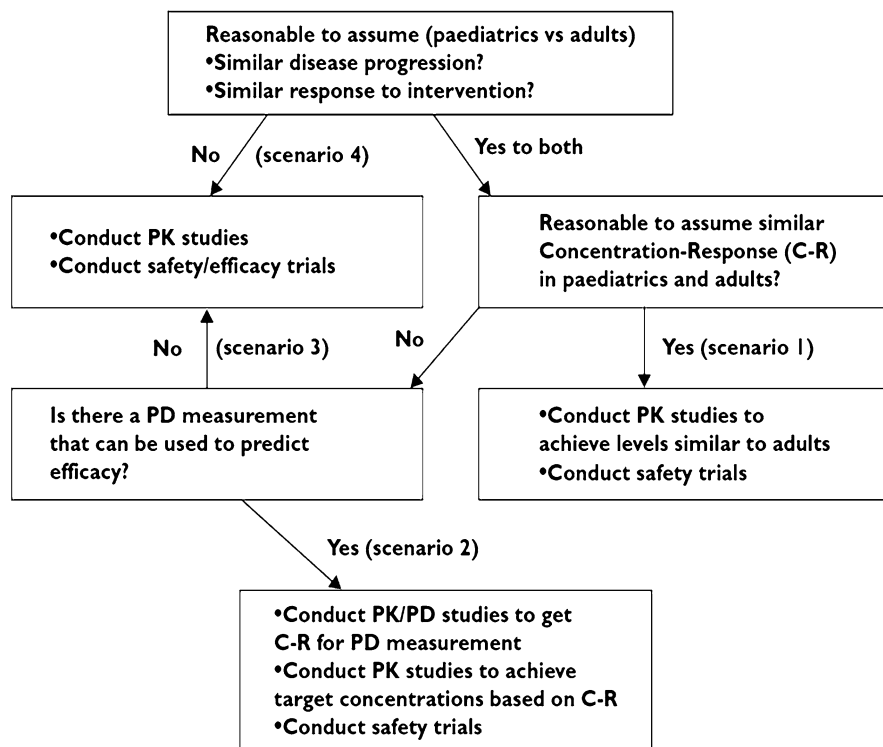 Reasonable to assume (paediatrics vs adults)
•Similar disease progression?
•Similar response to intervention?
No (scenario 4)
Yes to both
•Conduct PK studies
•Conduct safety/efficacy trials
Reasonable to assume similar
Concentration-Response (C-R)
in paediatrics and adults?
No (scenario 3)
No
Yes (scenario 1)
Is there a PD measurement
that can be used to predict
efficacy?
•Conduct PK studies to
achieve levels similar to adults
•Conduct safety trials
Yes (scenario 2)
•Conduct PK/PD studies to get
C-R for PD measurement
•Conduct PK studies to achieve
target concentrations based on C-R
•Conduct safety trials